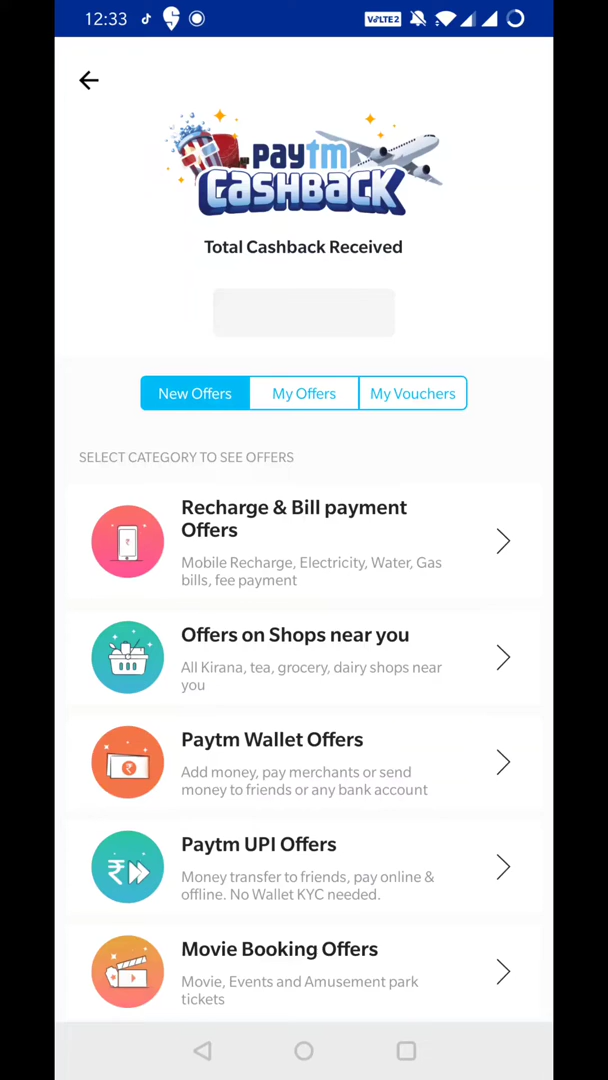 12:33
VoLTE2
paytm
CASHBACK
Total Cashback Received
New Offers
My Offers
My Vouchers
SELECT CATEGORY TO SEE OFFERS
Recharge & Bill payment
Offers
Mobile Recharge, Electricity, Water, Gas
bills, fee payment
Offers on Shops near you
All Kirana, tea, grocery, dairy shops near
you
Paytm Wallet Offers
Add money, pay merchants or send
money to friends or any bank account
Paytm UPI Offers
Money transfer to friends, pay online &
offline. No Wallet KYC needed.
Movie Booking Offers
Movie, Events and Amusement park
tickets